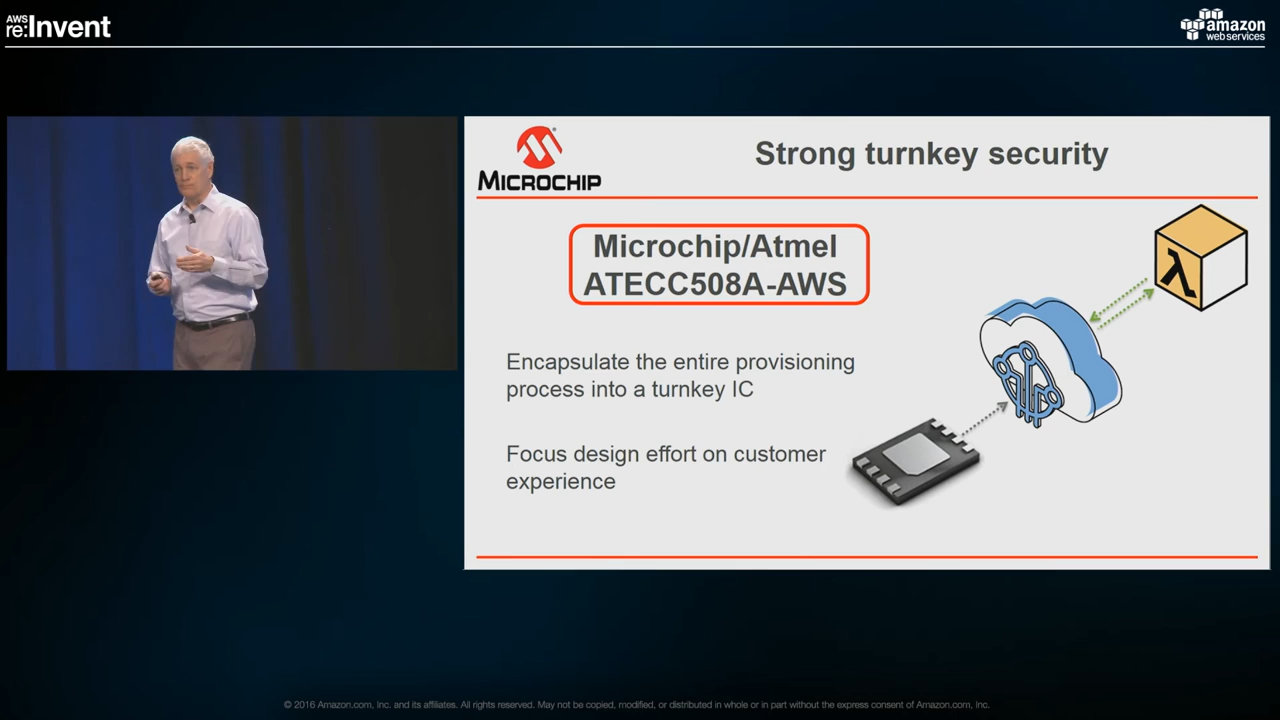 AWS
re:Invent
amazon
web services
MICROCHIP
Strong turnkey security
Microchip/Atmel
ATECC508A-AWS
λ
Encapsulate the entire provisioning
process into a turnkey IC
Focus design effort on customer
experience
© 2016 Amazon.com, Inc. and its affiliates. All rights reserved. May not be copied, modified, or distributed in whole or in part without the express consent of Amazon.com, Inc.